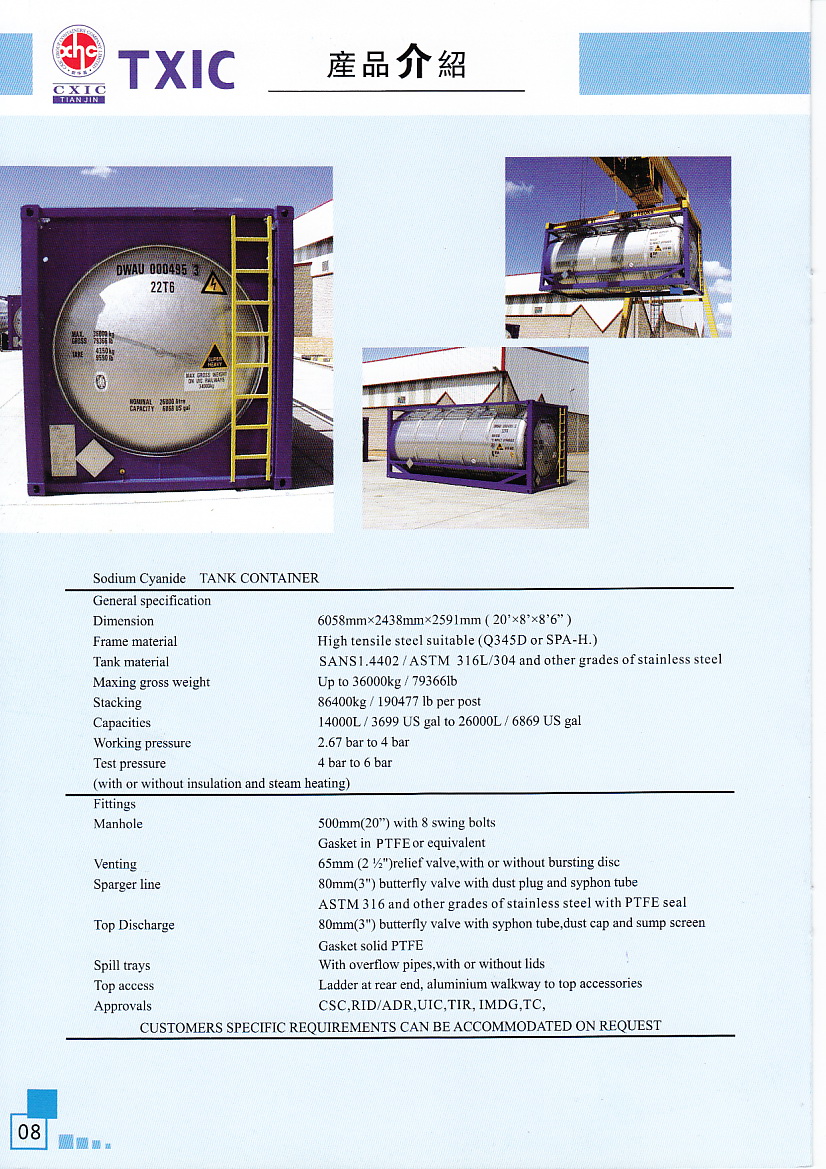 TXIC
產品介紹
CXIC
TIANJIN
DWAU 000495 3
22T6
MAX. GROSS 36000 kg
79366 lb
TARE 4350 kg
9590 lb
SUPER HEAVY
MAX GROSS WEIGHT
ON UIC RAILWAYS
34000kg
NOMINAL 26000 litre
CAPACITY 6868 US gal
Sodium Cyanide TANK CONTAINER
General specification
Dimension 6058mm×2438mm×2591mm ( 20’×8’×8’6” )
Frame material High tensile steel suitable (Q345D or SPA-H.)
Tank material SANS1.4402 / ASTM 316L/304 and other grades of stainless steel
Maxing gross weight Up to 36000kg / 79366lb
Stacking 86400kg / 190477 lb per post
Capacities 14000L / 3699 US gal to 26000L / 6869 US gal
Working pressure 2.67 bar to 4 bar
Test pressure 4 bar to 6 bar
(with or without insulation and steam heating)
Fittings
Manhole 500mm(20”) with 8 swing bolts
Gasket in PTFE or equivalent
Venting 65mm (2 ½")relief valve,with or without bursting disc
Sparger line 80mm(3") butterfly valve with dust plug and syphon tube
ASTM 316 and other grades of stainless steel with PTFE seal
Top Discharge 80mm(3") butterfly valve with syphon tube,dust cap and sump screen
Gasket solid PTFE
Spill trays With overflow pipes,with or without lids
Top access Ladder at rear end, aluminium walkway to top accessories
Approvals CSC,RID/ADR,UIC,TIR, IMDG,TC,
CUSTOMERS SPECIFIC REQUIREMENTS CAN BE ACCOMMODATED ON REQUEST
08